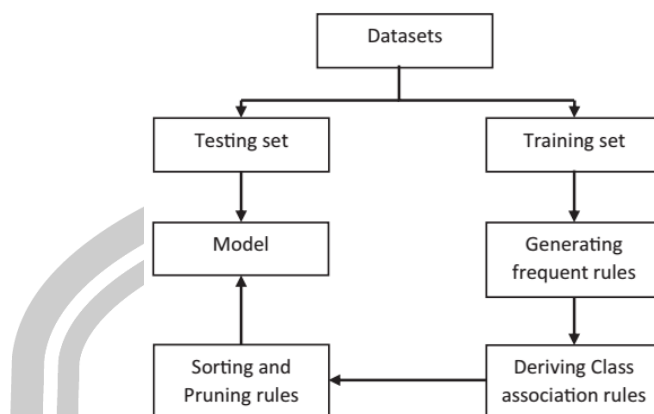 Datasets
Testing set
Training set
Model
Generating
frequent rules
Sorting and
Pruning rules
Deriving Class
association rules